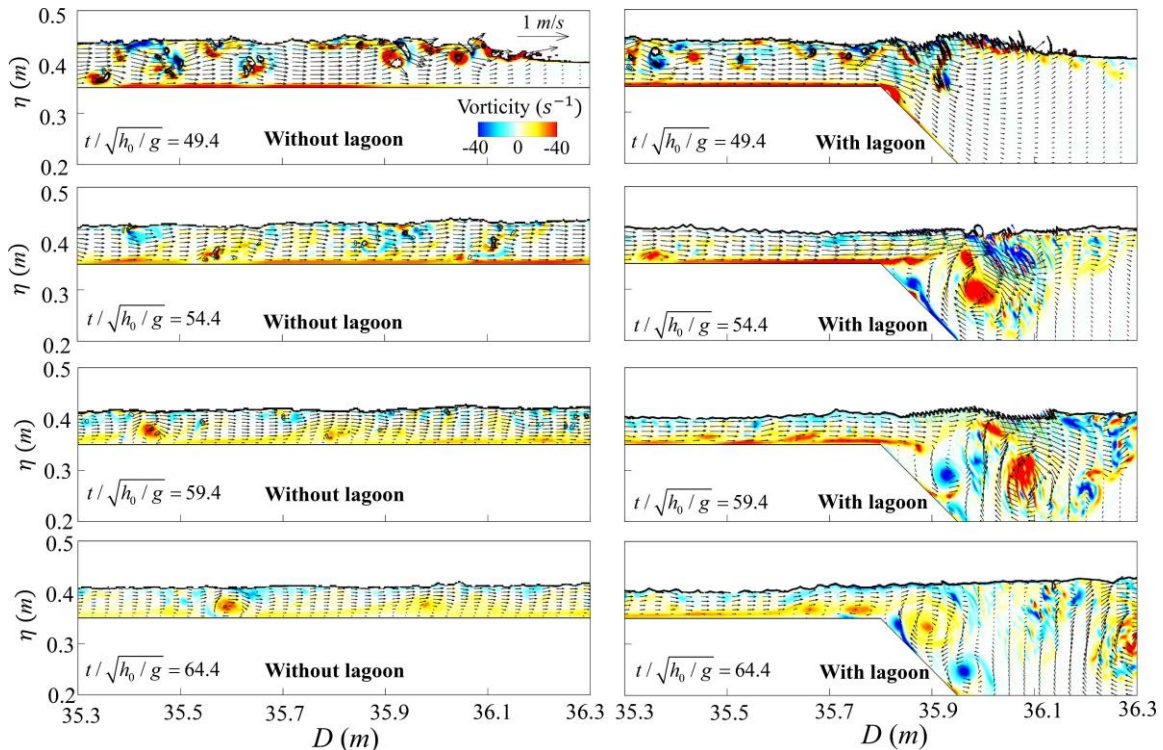 0.5
0.4
0.3
0.2
η (m)
1 m/s
Vorticity (s⁻¹)
-40 0 -40
t/√(h₀/g) = 49.4 Without lagoon
t/√(h₀/g) = 49.4 With lagoon
0.5
0.4
0.3
0.2
η (m)
t/√(h₀/g) = 54.4 Without lagoon
t/√(h₀/g) = 54.4 With lagoon
0.5
0.4
0.3
0.2
η (m)
t/√(h₀/g) = 59.4 Without lagoon
t/√(h₀/g) = 59.4 With lagoon
0.5
0.4
0.3
0.2
η (m)
t/√(h₀/g) = 64.4 Without lagoon
t/√(h₀/g) = 64.4 With lagoon
35.3 35.5 35.7 35.9 36.1 36.3
35.3 35.5 35.7 35.9 36.1 36.3
D (m)
D (m)